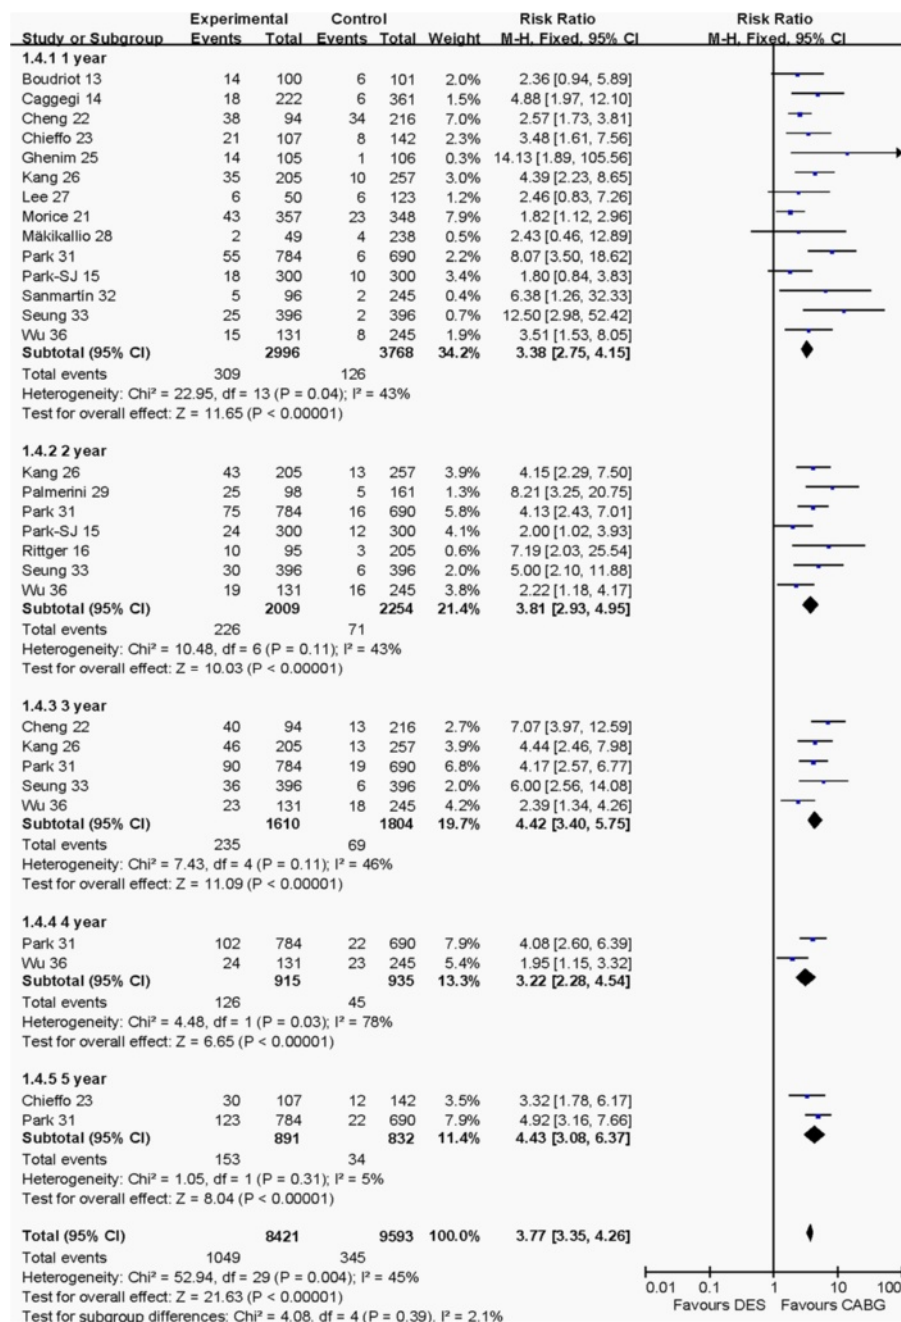 Experimental Control Risk Ratio Risk Ratio
Study or Subgroup Events Total Events Total Weight M-H, Fixed, 95% CI M-H, Fixed, 95% CI
1.4.1 1 year
Boudriot 13 14 100 6 101 2.0% 2.36 [0.94, 5.89]
Caggegi 14 18 222 6 361 1.5% 4.88 [1.97, 12.10]
Cheng 22 38 94 34 216 7.0% 2.57 [1.73, 3.81]
Chieffo 23 21 107 8 142 2.3% 3.48 [1.61, 7.56]
Ghenim 25 14 105 1 106 0.3% 14.13 [1.89, 105.56]
Kang 26 35 205 10 257 3.0% 4.39 [2.23, 8.65]
Lee 27 6 50 6 123 1.2% 2.46 [0.83, 7.26]
Morice 21 43 357 23 348 7.9% 1.82 [1.12, 2.96]
Mäkikallio 28 2 49 4 238 0.5% 2.43 [0.46, 12.89]
Park 31 55 784 6 690 2.2% 8.07 [3.50, 18.62]
Park-SJ 15 18 300 10 300 3.4% 1.80 [0.84, 3.83]
Sanmartín 32 5 96 2 245 0.4% 6.38 [1.26, 32.33]
Seung 33 25 396 2 396 0.7% 12.50 [2.98, 52.42]
Wu 36 15 131 8 245 1.9% 3.51 [1.53, 8.05]
Subtotal (95% CI) 2996 3768 34.2% 3.38 [2.75, 4.15]
Total events 309 126
Heterogeneity: Chi² = 22.95, df = 13 (P = 0.04); I² = 43%
Test for overall effect: Z = 11.65 (P < 0.00001)
1.4.2 2 year
Kang 26 43 205 13 257 3.9% 4.15 [2.29, 7.50]
Palmerini 29 25 98 5 161 1.3% 8.21 [3.25, 20.75]
Park 31 75 784 16 690 5.8% 4.13 [2.43, 7.01]
Park-SJ 15 24 300 12 300 4.1% 2.00 [1.02, 3.93]
Rittger 16 10 95 3 205 0.6% 7.19 [2.03, 25.54]
Seung 33 30 396 6 396 2.0% 5.00 [2.10, 11.88]
Wu 36 19 131 16 245 3.8% 2.22 [1.18, 4.17]
Subtotal (95% CI) 2009 2254 21.4% 3.81 [2.93, 4.95]
Total events 226 71
Heterogeneity: Chi² = 10.48, df = 6 (P = 0.11); I² = 43%
Test for overall effect: Z = 10.03 (P < 0.00001)
1.4.3 3 year
Cheng 22 40 94 13 216 2.7% 7.07 [3.97, 12.59]
Kang 26 46 205 13 257 3.9% 4.44 [2.46, 7.98]
Park 31 90 784 19 690 6.8% 4.17 [2.57, 6.77]
Seung 33 36 396 6 396 2.0% 6.00 [2.56, 14.08]
Wu 36 23 131 18 245 4.2% 2.39 [1.34, 4.26]
Subtotal (95% CI) 1610 1804 19.7% 4.42 [3.40, 5.75]
Total events 235 69
Heterogeneity: Chi² = 7.43, df = 4 (P = 0.11); I² = 46%
Test for overall effect: Z = 11.09 (P < 0.00001)
1.4.4 4 year
Park 31 102 784 22 690 7.9% 4.08 [2.60, 6.39]
Wu 36 24 131 23 245 5.4% 1.95 [1.15, 3.32]
Subtotal (95% CI) 915 935 13.3% 3.22 [2.28, 4.54]
Total events 126 45
Heterogeneity: Chi² = 4.48, df = 1 (P = 0.03); I² = 78%
Test for overall effect: Z = 6.65 (P < 0.00001)
1.4.5 5 year
Chieffo 23 30 107 12 142 3.5% 3.32 [1.78, 6.17]
Park 31 123 784 22 690 7.9% 4.92 [3.16, 7.66]
Subtotal (95% CI) 891 832 11.4% 4.43 [3.08, 6.37]
Total events 153 34
Heterogeneity: Chi² = 1.05, df = 1 (P = 0.31); I² = 5%
Test for overall effect: Z = 8.04 (P < 0.00001)
Total (95% CI) 8421 9593 100.0% 3.77 [3.35, 4.26]
Total events 1049 345
Heterogeneity: Chi² = 52.94, df = 29 (P = 0.004); I² = 45%
Test for overall effect: Z = 21.63 (P < 0.00001)
Test for subgroup differences: Chi² = 4.08, df = 4 (P = 0.39), I² = 2.1%
0.01 0.1 1 10 100
Favours DES Favours CABG